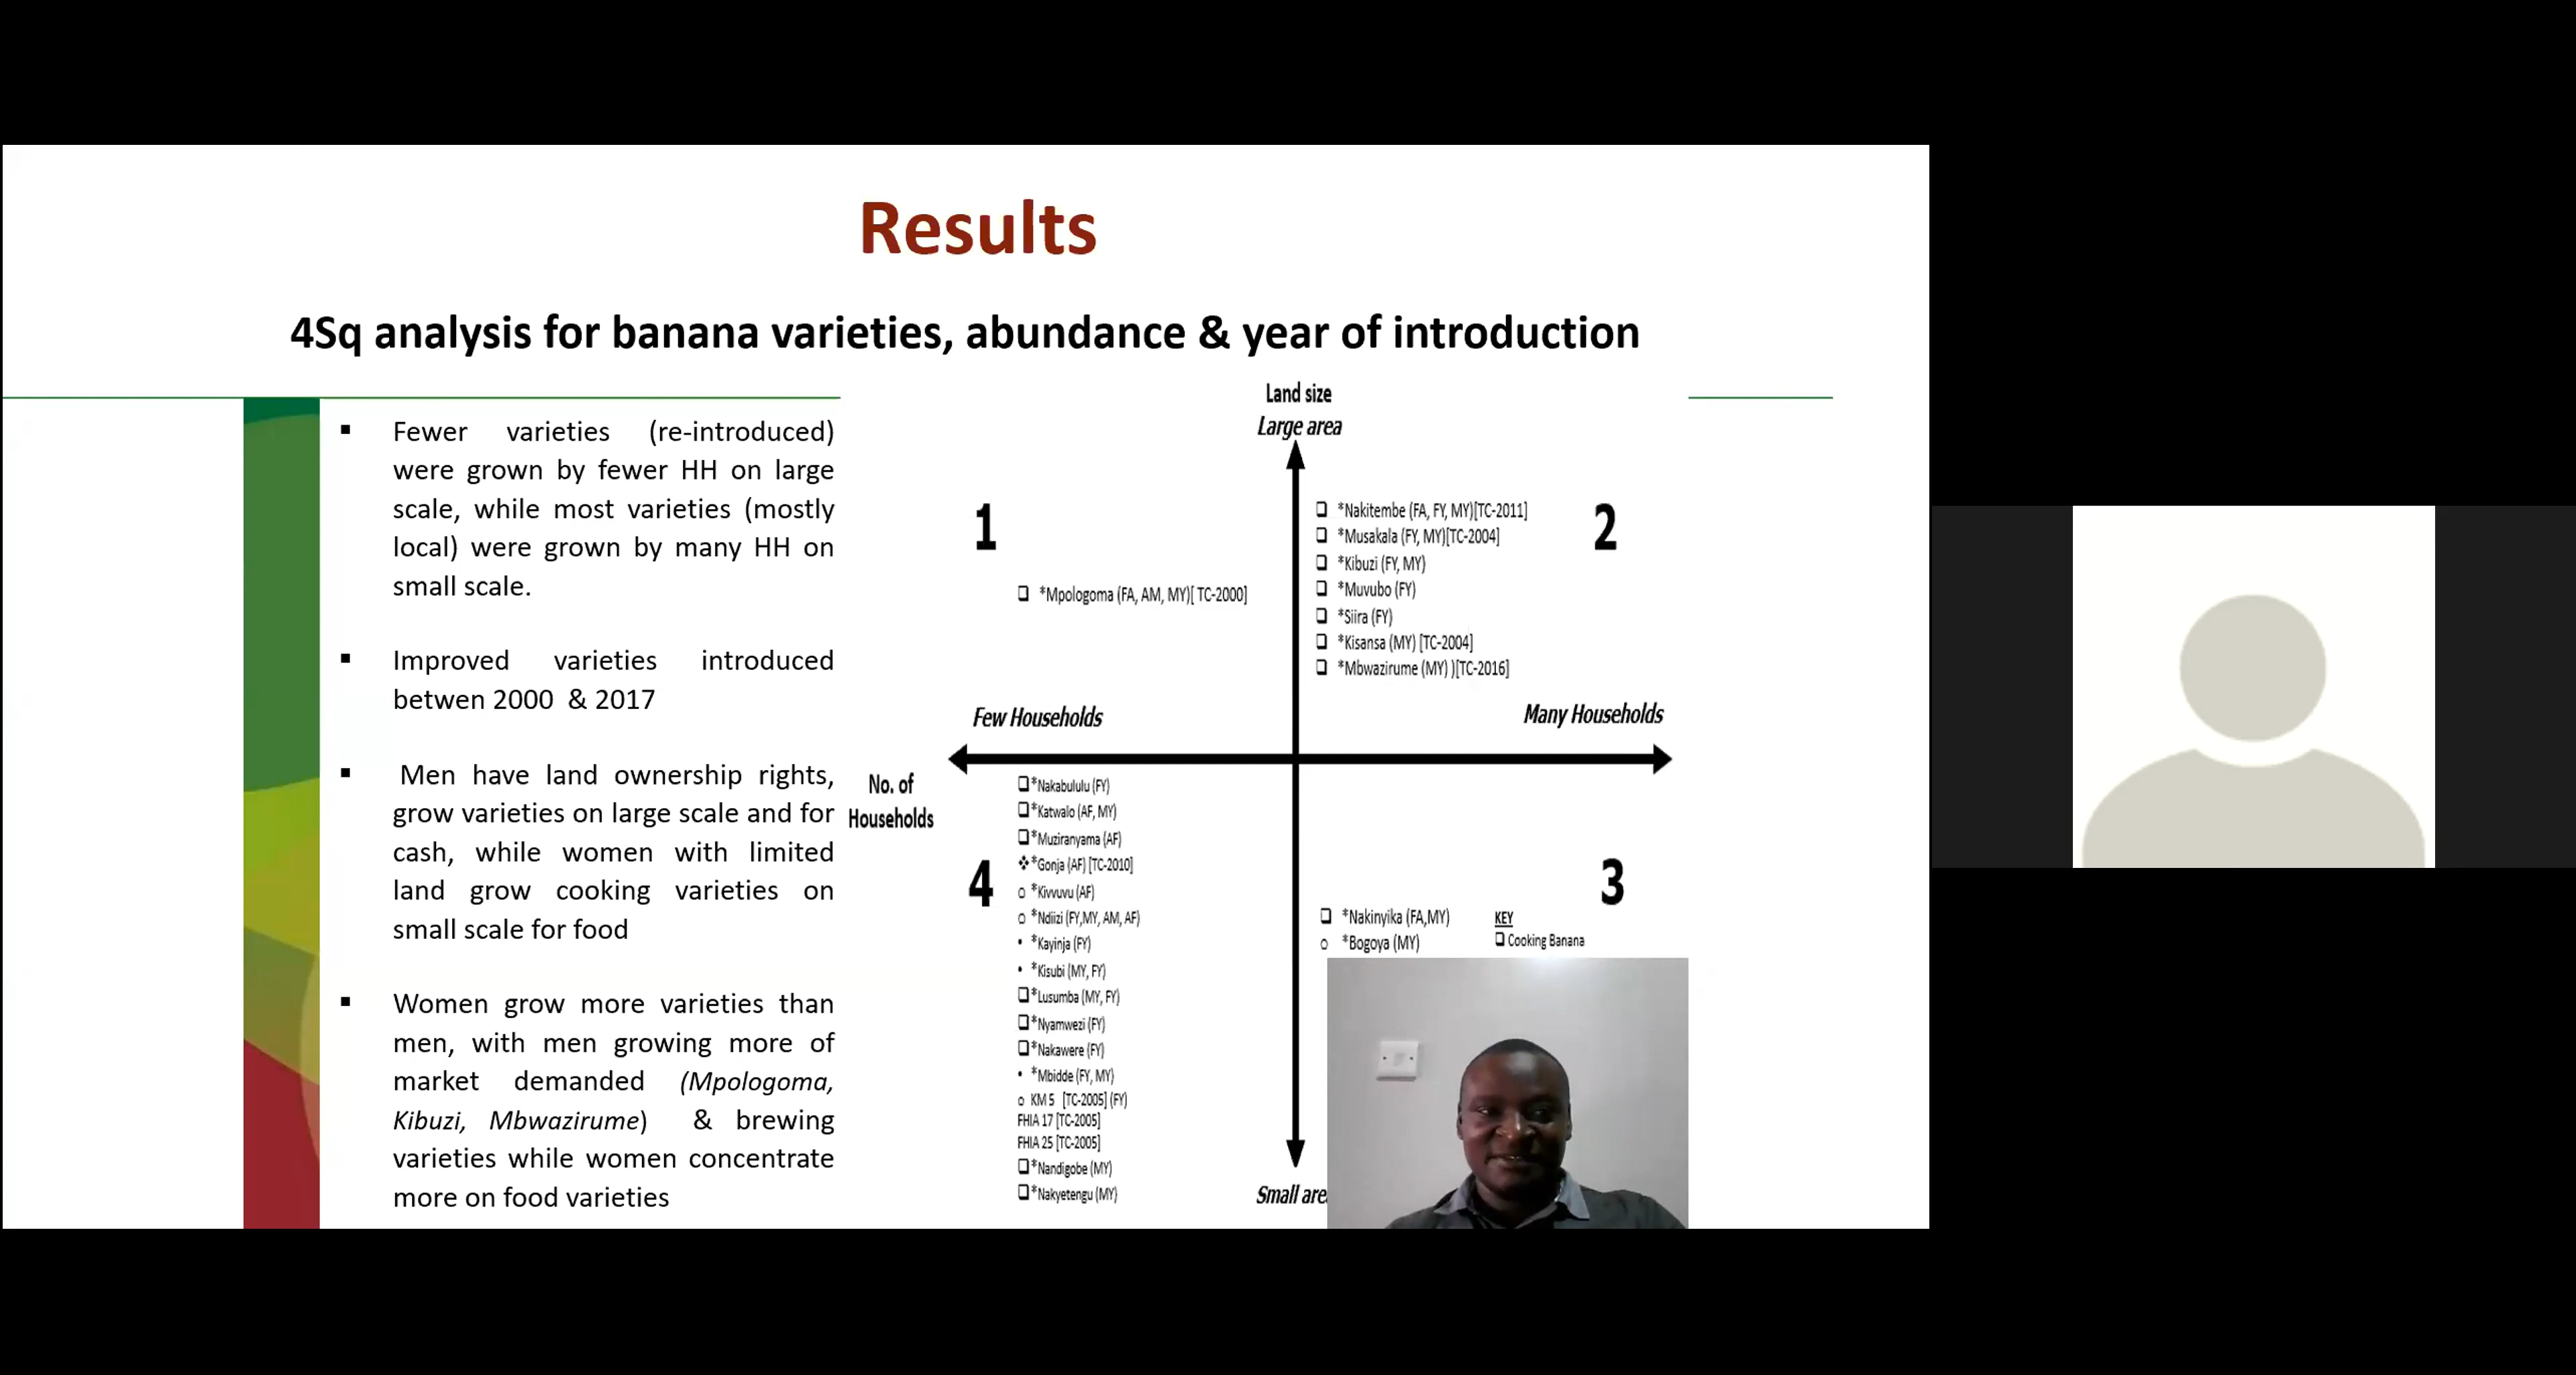 Results
4Sq analysis for banana varieties, abundance & year of introduction
▪ Fewer varieties (re-introduced)
were grown by fewer HH on large
scale, while most varieties (mostly
local) were grown by many HH on
small scale.
▪ Improved varieties introduced
betwen 2000 & 2017
▪ Men have land ownership rights,
grow varieties on large scale and for
cash, while women with limited
land grow cooking varieties on
small scale for food
▪ Women grow more varieties than
men, with men growing more of
market demanded (Mpologoma,
Kibuzi, Mbwazirume) & brewing
varieties while women concentrate
more on food varieties
Land size
Large area
1
❑ *Mpologoma (FA, AM, MY)[ TC-2000]
2
❑ *Nakitembe (FA, FY, MY)[TC-2011]
❑ *Musakala (FY, MY)[TC-2004]
❑ *Kibuzi (FY, MY)
❑ *Muvubo (FY)
❑ *Siira (FY)
❑ *Kisansa (MY) [TC-2004]
❑ *Mbwazirume (MY) )[TC-2016]
Few Households
Many Households
No. of
Households
4
❑ *Nakabululu (FY)
❑ *Katwalo (AF, MY)
❑ *Muziranyama (AF)
❖ *Gonja (AF) [TC-2010]
o *Kivvuvu (AF)
o *Ndiizi (FY,MY, AM, AF)
• *Kayinja (FY)
• *Kisubi (MY, FY)
❑ *Lusumba (MY, FY)
❑ *Nyamwezi (FY)
❑ *Nakawere (FY)
• *Mbidde (FY, MY)
o KM 5 [TC-2005] (FY)
FHIA 17 [TC-2005]
FHIA 25 [TC-2005]
❑ *Nandigobe (MY)
❑ *Nakyetengu (MY)
3
❑ *Nakinyika (FA,MY)
o *Bogoya (MY)
KEY
❑ Cooking Banana
Small are